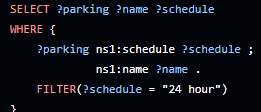 SELECT ?parking ?name ?schedule
WHERE {
?parking ns1:schedule ?schedule ;
ns1:name ?name .
FILTER(?schedule = "24 hour")
}